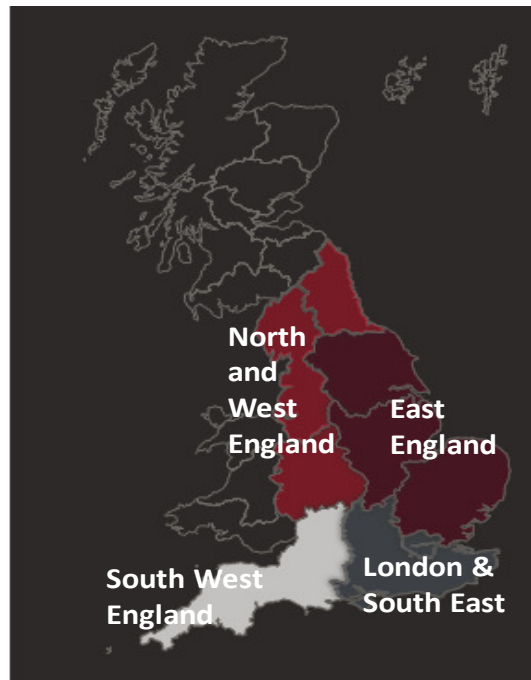 North
and
West
England
East
England
South West
England
London &
South East